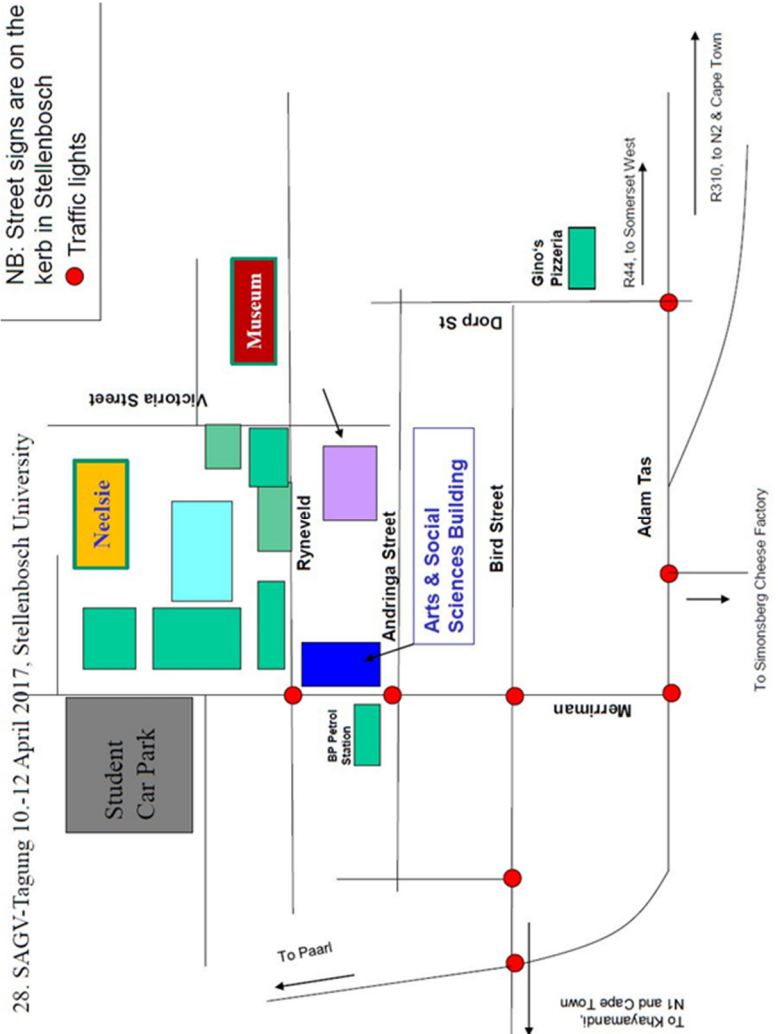 28. SAGV-Tagung 10.-12 April 2017, Stellenbosch University
NB: Street signs are on the
kerb in Stellenbosch
Traffic lights
Student
Car Park
Neelsie
Victoria Street
Museum
Ryneveld
BP Petrol
Station
Andringa Street
Arts & Social
Sciences Building
Bird Street
Dorp St
Gino's
Pizzeria
Merriman
Adam Tas
R44, to Somerset West
R310, to N2 & Cape Town
To Simonsberg Cheese Factory
To Paarl
To Khayamandi,
N1 and Cape Town